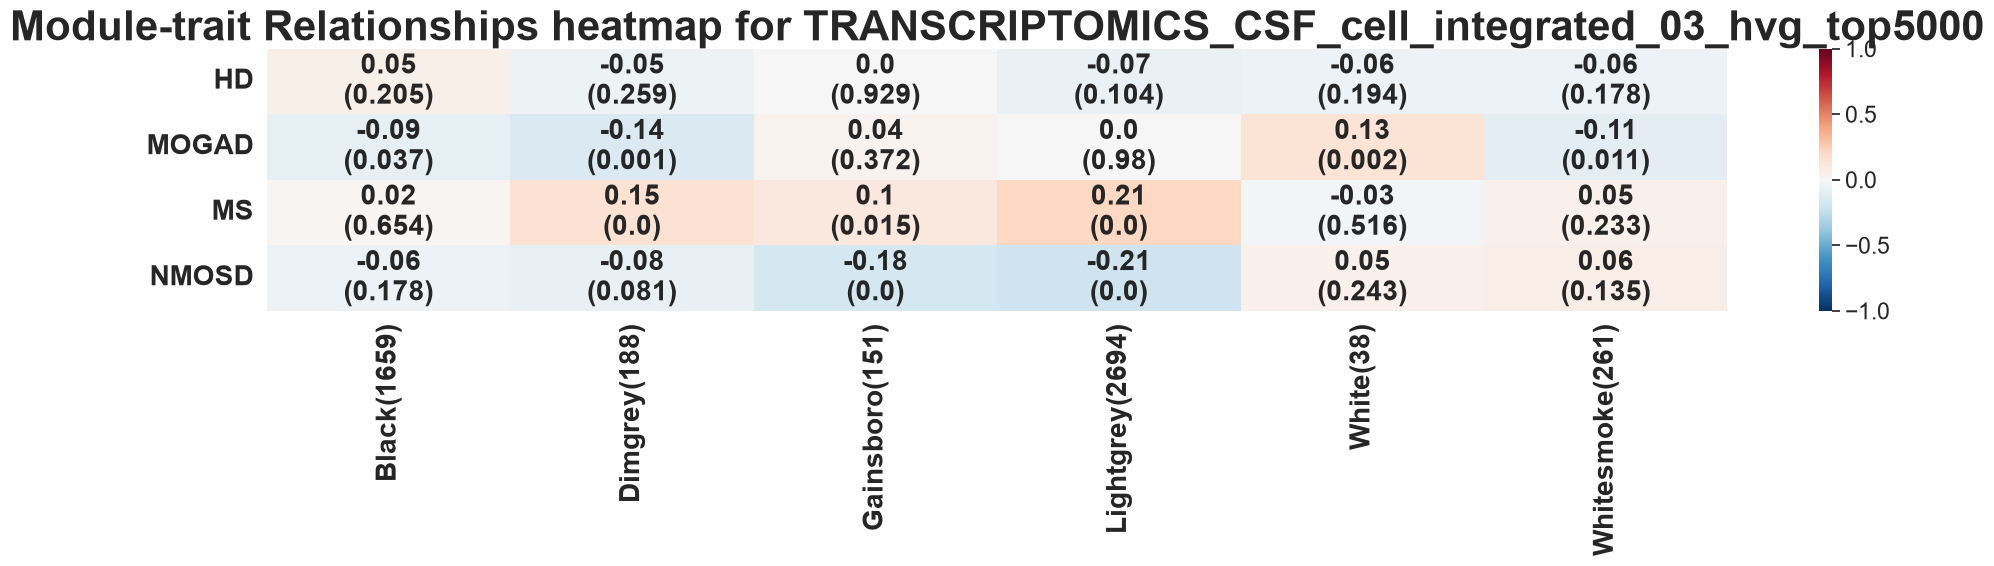 Module-trait Relationships heatmap for TRANSCRIPTOMICS_CSF_cell_integrated_03_hvg_top5000
HD 0.05 -0.05 0.0 -0.07 -0.06 -0.06
(0.205) (0.259) (0.929) (0.104) (0.194) (0.178)
MOGAD -0.09 -0.14 0.04 0.0 0.13 -0.11
(0.037) (0.001) (0.372) (0.98) (0.002) (0.011)
MS 0.02 0.15 0.1 0.21 -0.03 0.05
(0.654) (0.0) (0.015) (0.0) (0.516) (0.233)
NMOSD -0.06 -0.08 -0.18 -0.21 0.05 0.06
(0.178) (0.081) (0.0) (0.0) (0.243) (0.135)
Black(1659)
Dimgrey(188)
Gainsboro(151)
Lightgrey(2694)
White(38)
Whitesmoke(261)
1.0
0.5
0.0
−0.5
−1.0